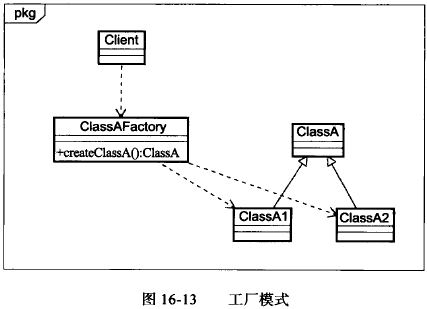 pkg
Client
ClassAFactory
+createClassA():ClassA
ClassA
ClassA1
ClassA2
图 16-13 工厂模式